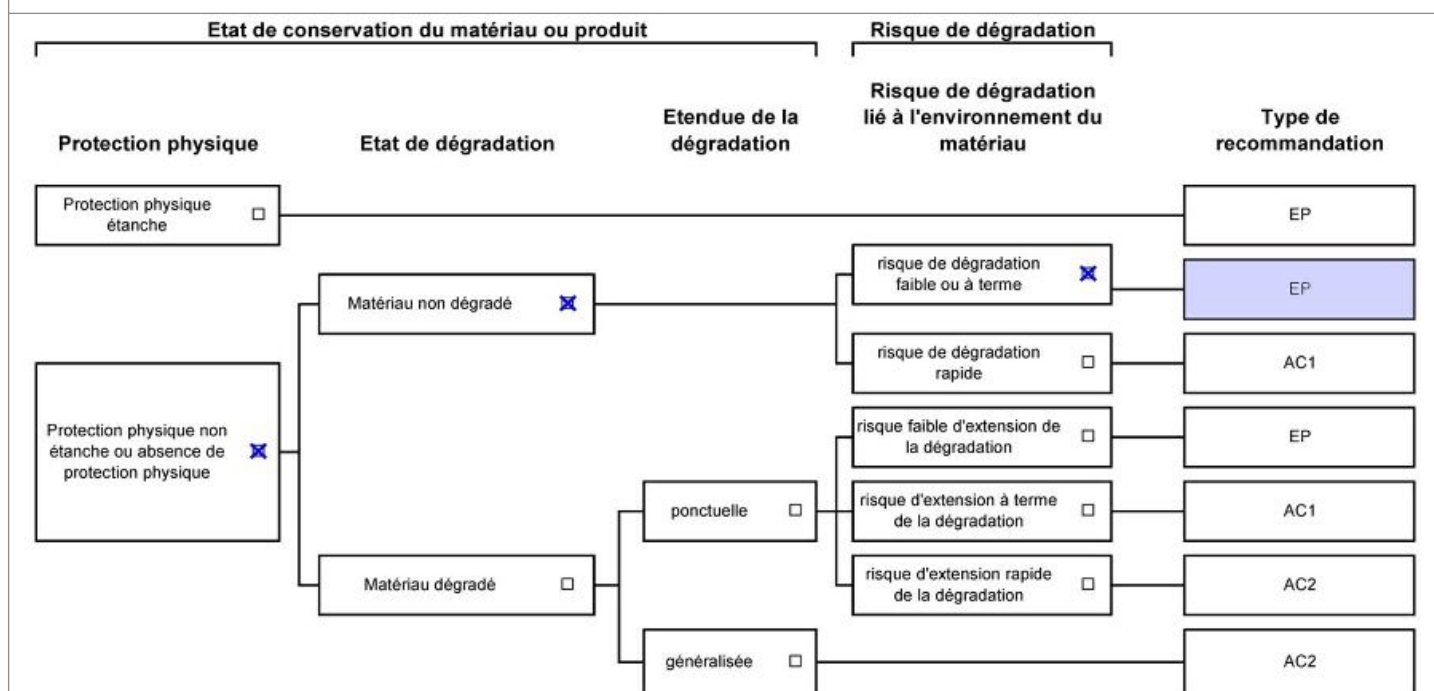 Etat de conservation du matériau ou produit
Risque de dégradation
Protection physique
Etat de dégradation
Etendue de la
dégradation
Risque de dégradation
lié à l'environnement du
matériau
Type de
recommandation
Protection physique
étanche
EP
risque de dégradation
faible ou à terme
EP
Matériau non dégradé
risque de dégradation
rapide
AC1
Protection physique non
étanche ou absence de
protection physique
risque faible d'extension de
la dégradation
EP
ponctuelle
risque d'extension à terme
de la dégradation
AC1
Matériau dégradé
risque d'extension rapide
de la dégradation
AC2
généralisée
AC2